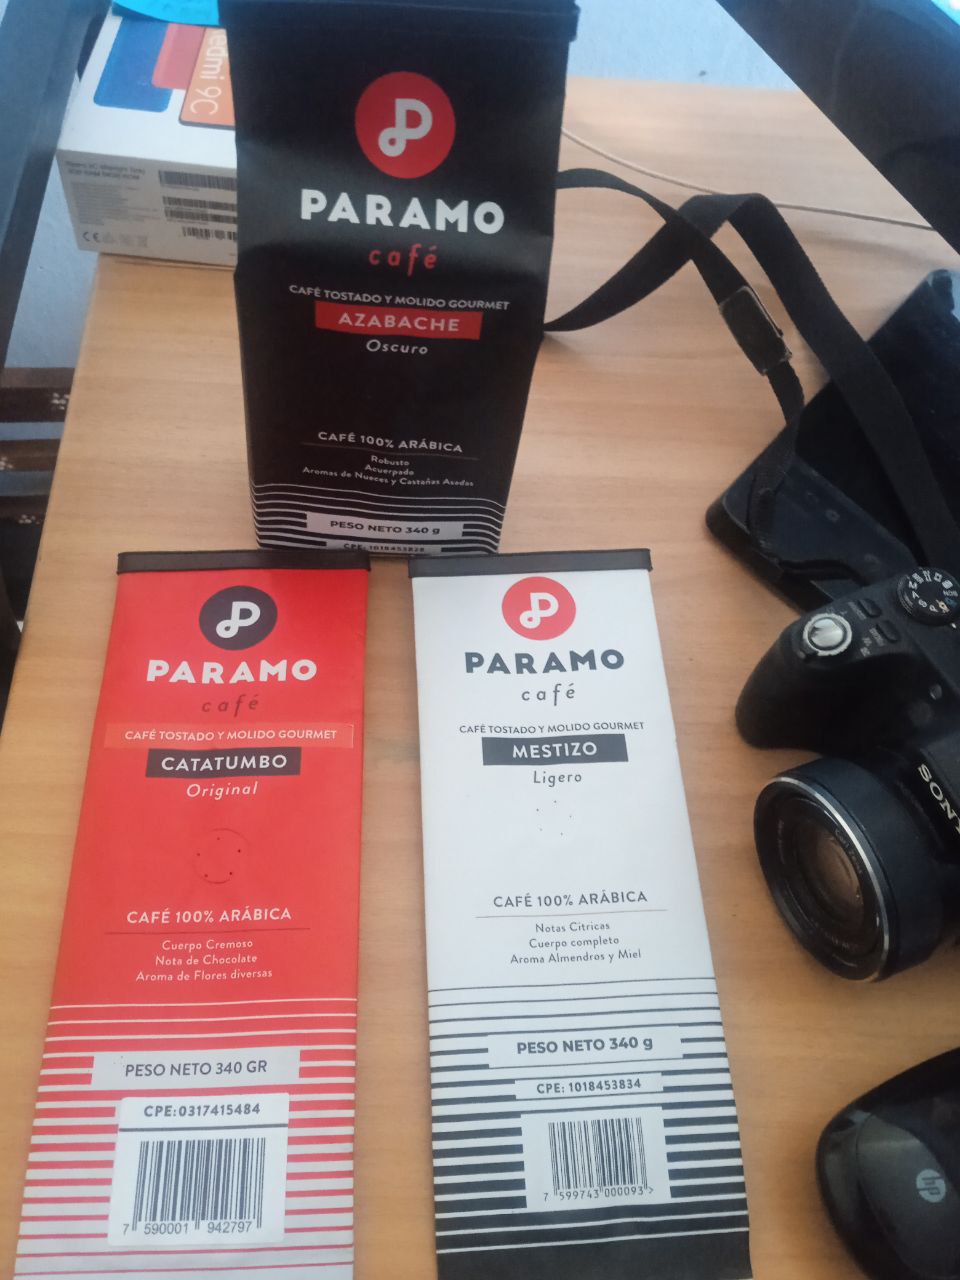 Redmi 9C
PARAMO
café
CAFÉ TOSTADO Y MOLIDO GOURMET
AZABACHE
Oscuro
CAFÉ 100% ARÁBICA
Robusto
Acuerpado
Aromas de Nueces y Castañas Asadas
PESO NETO 340 g
CPE: 1018453828
PARAMO
café
CAFÉ TOSTADO Y MOLIDO GOURMET
CATATUMBO
Original
CAFÉ 100% ARÁBICA
Cuerpo Cremoso
Nota de Chocolate
Aroma de Flores diversas
PESO NETO 340 GR
CPE:0317415484
7 590001 942797
PARAMO
café
CAFÉ TOSTADO Y MOLIDO GOURMET
MESTIZO
Ligero
CAFÉ 100% ARÁBICA
Notas Cítricas
Cuerpo completo
Aroma Almendros y Miel
PESO NETO 340 g
CPE: 1018453834
7 599743 000093 >
SONY
hp